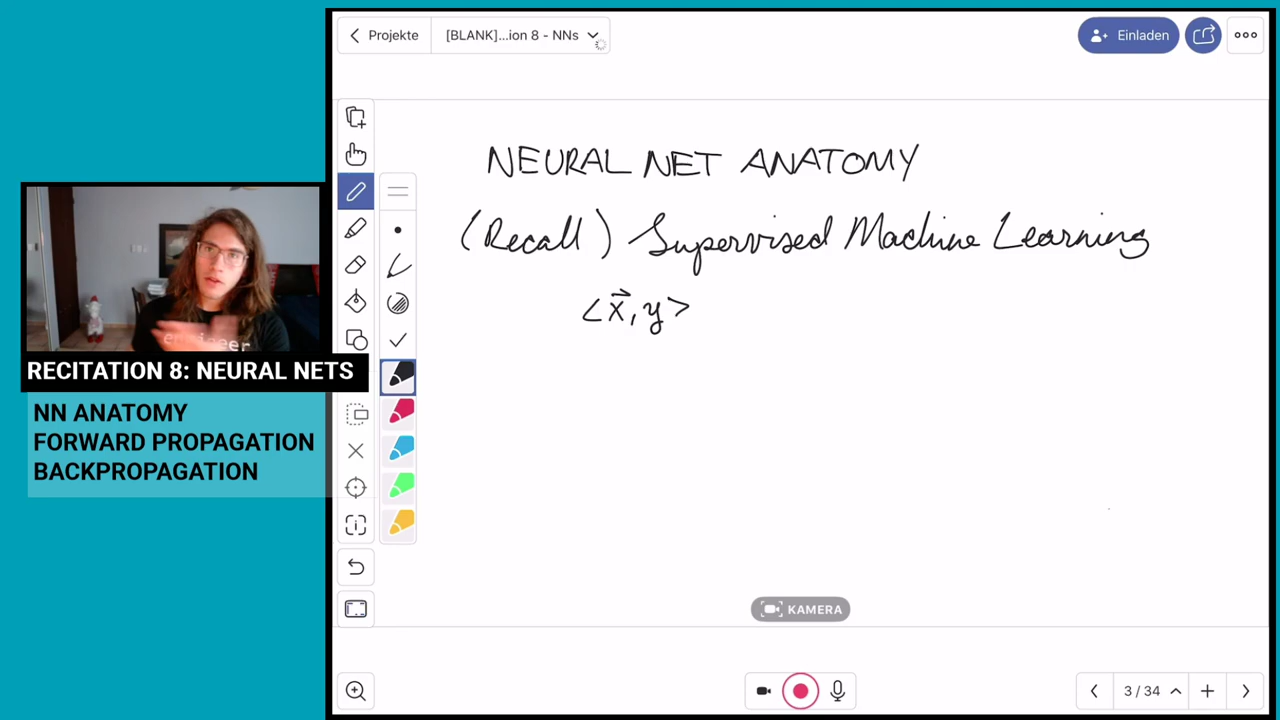 Projekte
[BLANK]...ion 8 - NNs
Einladen
NEURAL NET ANATOMY
(Recall) Supervised Machine Learning
<x⃗, y>
engineer
RECITATION 8: NEURAL NETS
NN ANATOMY
FORWARD PROPAGATION
BACKPROPAGATION
KAMERA
3 / 34